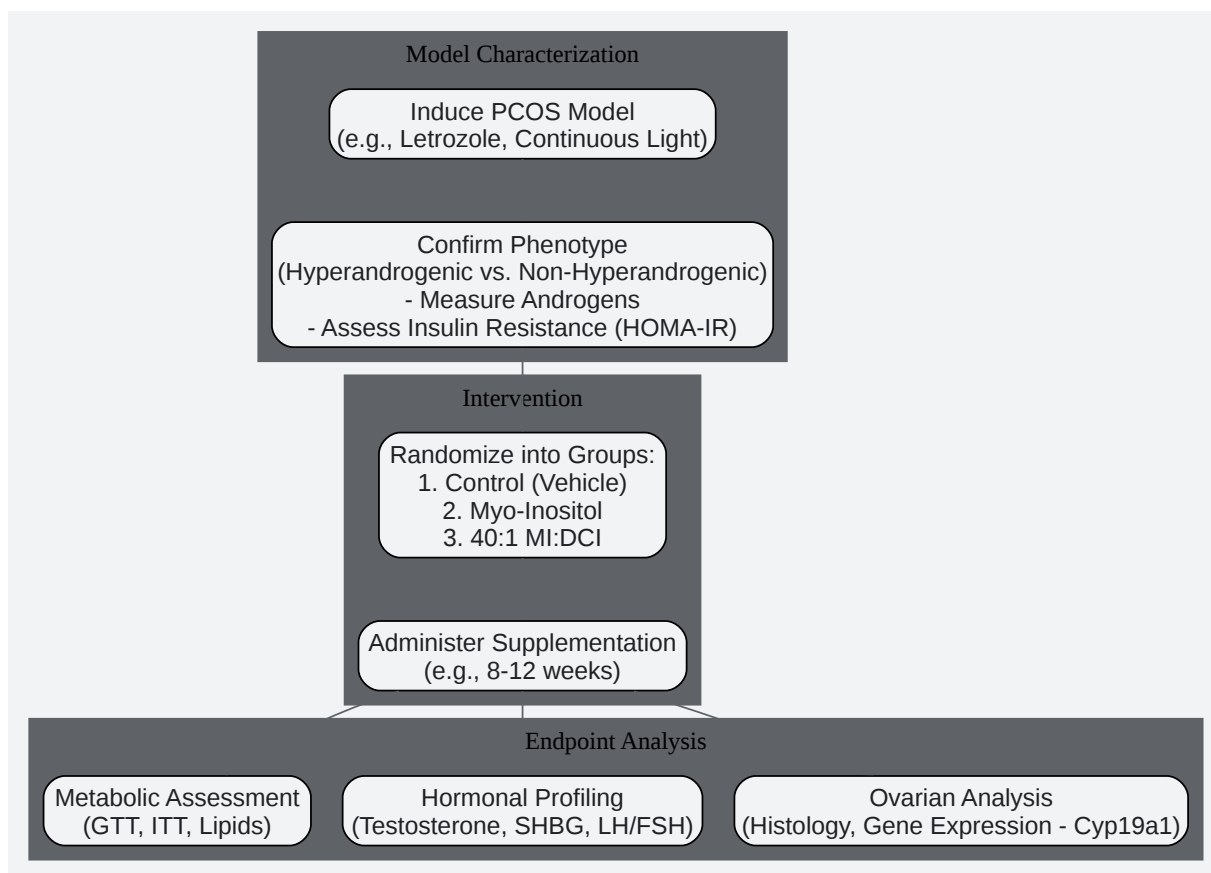 Model Characterization
Induce PCOS Model
(e.g., Letrozole, Continuous Light)
Confirm Phenotype
(Hyperandrogenic vs. Non-Hyperandrogenic)
- Measure Androgens
- Assess Insulin Resistance (HOMA-IR)
Intervention
Randomize into Groups:
1. Control (Vehicle)
2. Myo-Inositol
3. 40:1 MI:DCI
Administer Supplementation
(e.g., 8-12 weeks)
Endpoint Analysis
Metabolic Assessment
(GTT, ITT, Lipids)
Hormonal Profiling
(Testosterone, SHBG, LH/FSH)
Ovarian Analysis
(Histology, Gene Expression - Cyp19a1)